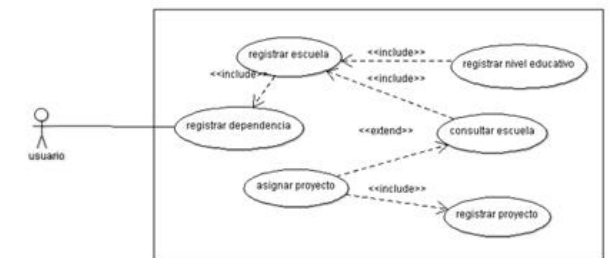 registrar escuela
<<include>>
registrar nivel educativo
<<include>>
<<include>>
registrar dependencia
<<extend>>
consultar escuela
usuario
asignar proyecto
<<include>>
registrar proyecto